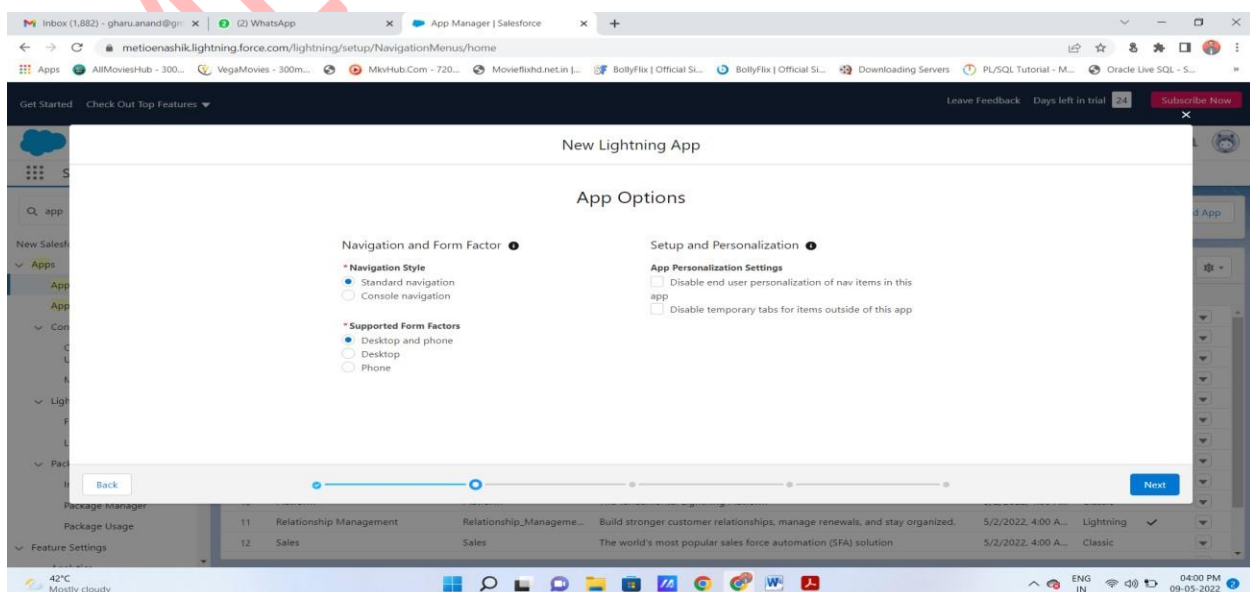 Inbox (1,882) - gharu.anand@gm
(2) WhatsApp
App Manager | Salesforce
metioenashik.lightning.force.com/lightning/setup/NavigationMenus/home
Apps
AllMoviesHub - 300...
VegaMovies - 300m...
MkvHub.Com - 720...
Movieflixhd.net.in |...
BollyFlix | Official Si...
BollyFlix | Official Si...
Downloading Servers
PL/SQL Tutorial - M...
Oracle Live SQL - S...
Get Started Check Out Top Features
Leave Feedback Days left in trial 24 Subscribe Now
New Lightning App
App Options
Q app
d App
New Salesf
Apps
App
App
Con
Ligh
Pack
Navigation and Form Factor
*Navigation Style
Standard navigation
Console navigation
*Supported Form Factors
Desktop and phone
Desktop
Phone
Setup and Personalization
App Personalization Settings
Disable end user personalization of nav items in this
app
Disable temporary tabs for items outside of this app
Back
Next
Package Manager
Package Usage
Feature Settings
11 Relationship Management Relationship_Manageme... Build stronger customer relationships, manage renewals, and stay organized. 5/2/2022, 4:00 A... Lightning
12 Sales Sales The world's most popular sales force automation (SFA) solution 5/2/2022, 4:00 A... Classic
42°C
Mostly cloudy
ENG
IN
04:00 PM
09-05-2022
2